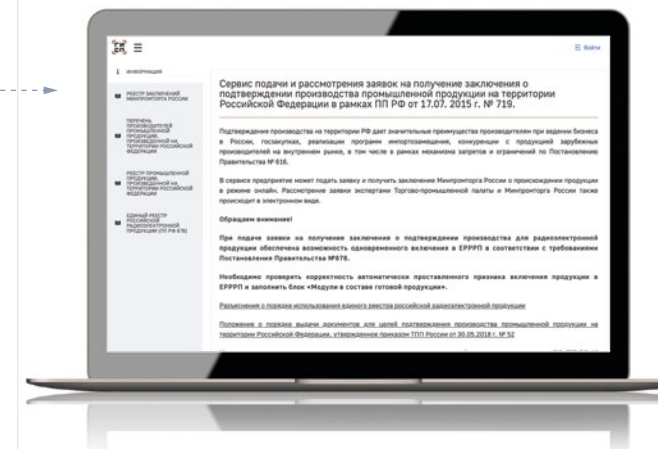 ГИ
СП
Войти
ИНФОРМАЦИЯ
РЕЕСТР ЗАКЛЮЧЕНИЙ
МИНПРОМТОРГА РОССИИ
ПЕРЕЧЕНЬ
ПРОИЗВОДИТЕЛЕЙ
ПРОМЫШЛЕННОЙ
ПРОДУКЦИИ,
ПРОИЗВЕДЕННОЙ НА
ТЕРРИТОРИИ РОССИЙСКОЙ
ФЕДЕРАЦИИ
РЕЕСТР ПРОМЫШЛЕННОЙ
ПРОДУКЦИИ,
ПРОИЗВЕДЕННОЙ НА
ТЕРРИТОРИИ РОССИЙСКОЙ
ФЕДЕРАЦИИ
ЕДИНЫЙ РЕЕСТР
РОССИЙСКОЙ
РАДИОЭЛЕКТРОННОЙ
ПРОДУКЦИИ (ПП РФ 878)
Сервис подачи и рассмотрения заявок на получение заключения о
подтверждении производства промышленной продукции на территории
Российской Федерации в рамках ПП РФ от 17.07. 2015 г. № 719.
Подтверждение производства на территории РФ дает значительные преимущества производителям при ведении бизнеса
в России, госзакупках, реализации программ импортозамещения, конкуренции с продукцией зарубежных
производителей на внутреннем рынке, в том числе в рамках механизма запретов и ограничений по Постановлению
Правительства № 616.
В сервисе предприятие может подать заявку и получить заключение Минпромторга России о происхождении продукции
в режиме онлайн. Рассмотрение заявки экспертами Торгово-промышленной палаты и Минпромторга России также
происходит в электронном виде.
Обращаем внимание!
При подаче заявки на получение заключения о подтверждении производства для радиоэлектронной
продукции обеспечена возможность одновременного включения в ЕРРРП в соответствии с требованиями
Постановления Правительства №878.
Необходимо проверить корректность автоматически проставленного признака включения продукции в
ЕРРРП и заполнить блок «Модули в составе готовой продукции».
Разъяснения о порядке использования единого реестра российской радиоэлектронной продукции
Положение о порядке выдачи документов для целей подтверждения производства промышленной продукции на
территории Российской Федерации, утвержденное приказом ТПП России от 30.05.2018 г. № 52